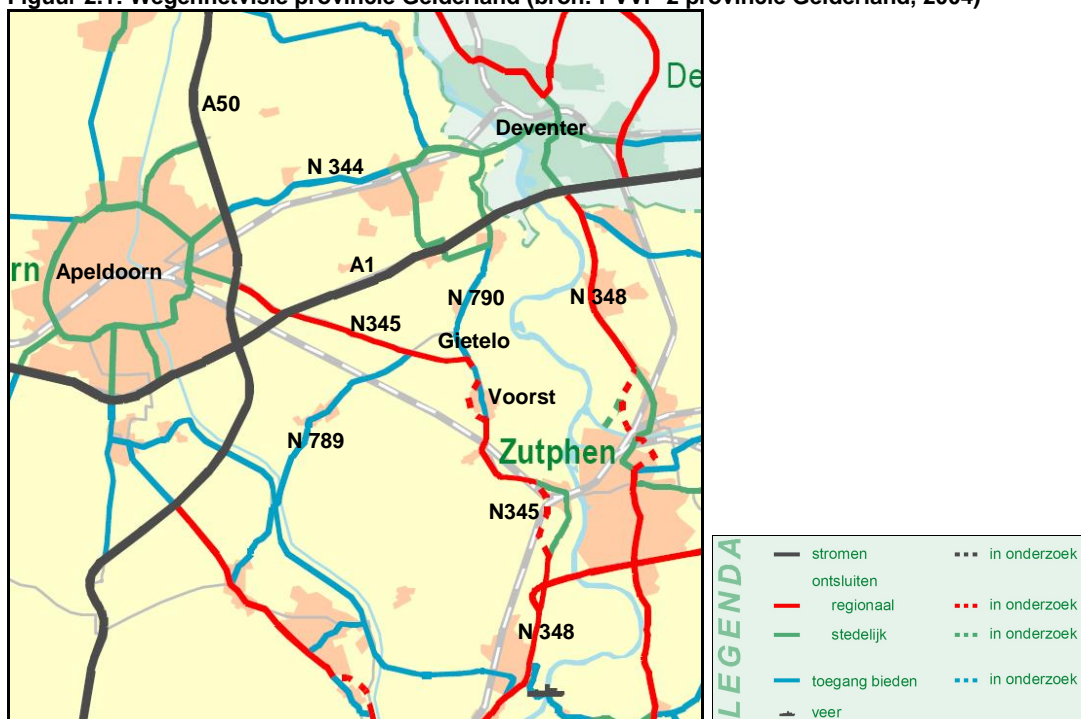 Figuur 2.1: Wegennetvisie provincie Gelderland (bron: PVVP-2 provincie Gelderland, 2004)
A50
De
Deventer
N 344
rn
Apeldoorn
A1
N 790
N 348
N345
Gietelo
Voorst
N 789
Zutphen
N345
N 348
LEGENDA
stromen
in onderzoek
ontsluiten
regionaal
in onderzoek
stedelijk
in onderzoek
toegang bieden
in onderzoek
veer